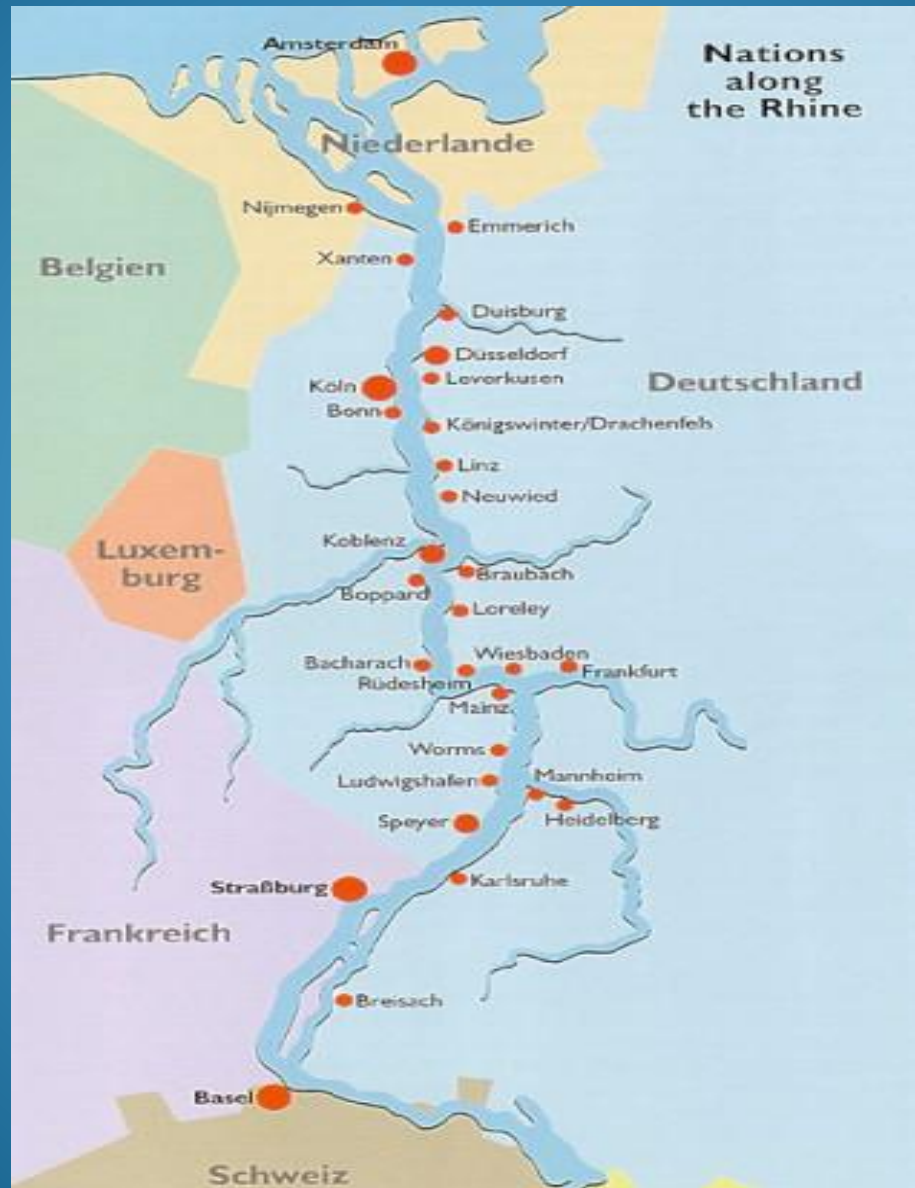 Nations
along
the Rhine
Amsterdam
Niederlande
Nijmegen
Emmerich
Belgien
Xanten
Duisburg
Düsseldorf
Deutschland
Köln
Leverkusen
Bonn
Königswinter/Drachenfels
Linz
Neuwied
Koblenz
Luxem-
burg
Braubach
Boppard
Loreley
Bacharach
Wiesbaden
Frankfurt
Rüdesheim
Mainz
Worms
Ludwigshafen
Mannheim
Speyer
Heidelberg
Straßburg
Karlsruhe
Frankreich
Breisach
Basel
Schweiz